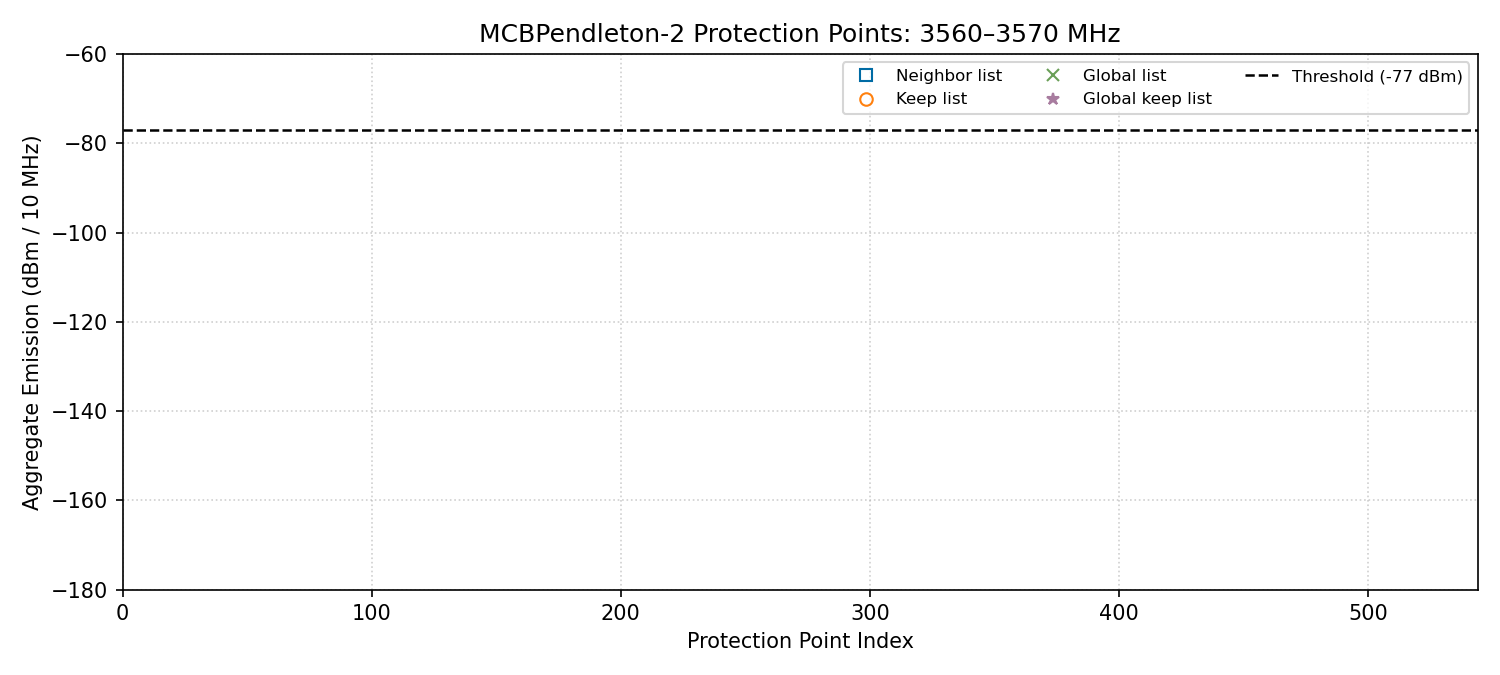 MCBPendleton-2 Protection Points: 3560–3570 MHz
Neighbor list
Keep list
Global list
Global keep list
Threshold (-77 dBm)
Aggregate Emission (dBm / 10 MHz)
−60
−80
−100
−120
−140
−160
−180
0 100 200 300 400 500
Protection Point Index